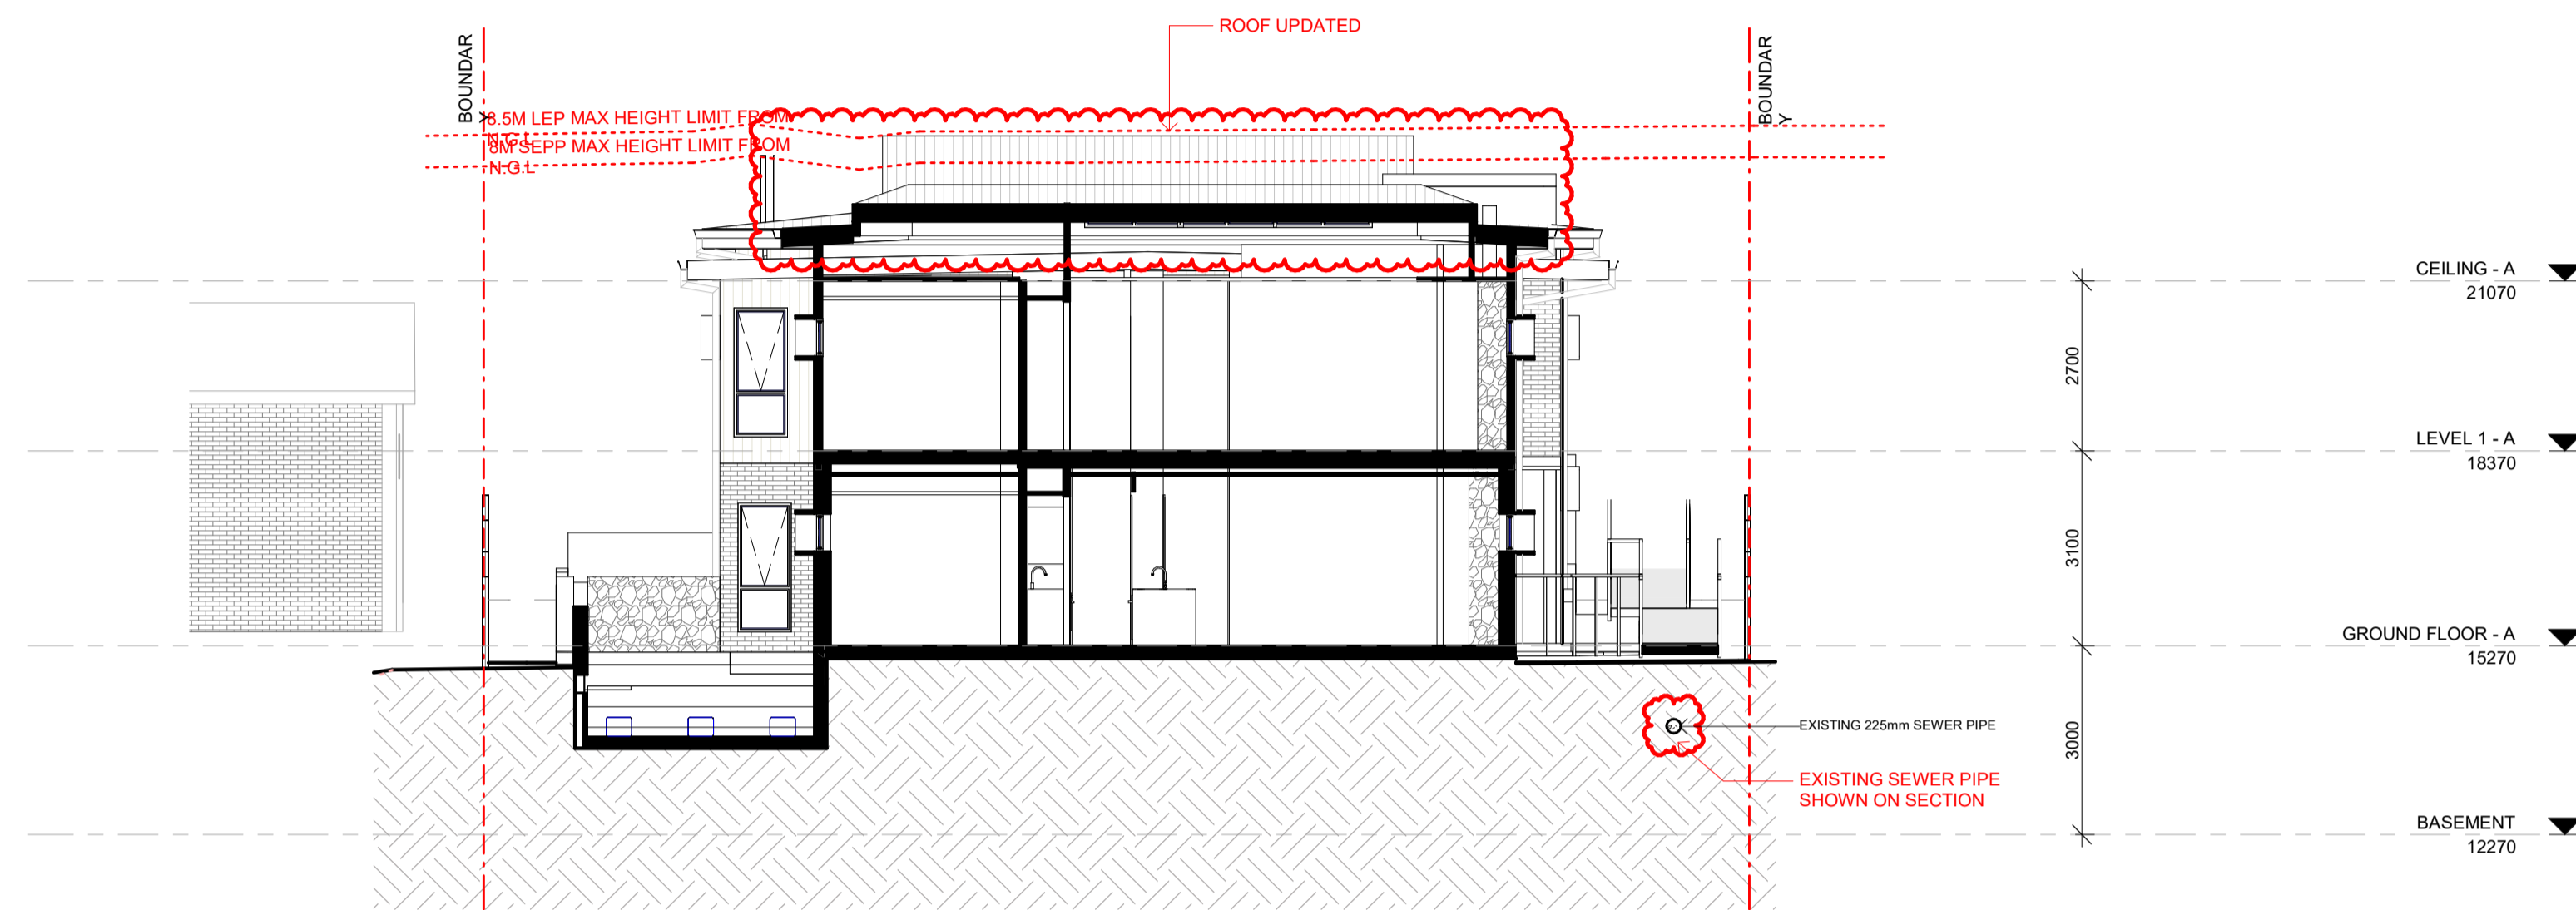 ROOF UPDATED
BOUNDAR
Y
BOUNDAR
Y
8.5M LEP MAX HEIGHT LIMIT FROM
N.G.L
8M SEPP MAX HEIGHT LIMIT FROM
N.G.L
CEILING - A
21070
2700
LEVEL 1 - A
18370
3100
GROUND FLOOR - A
15270
3000
EXISTING 225mm SEWER PIPE
EXISTING SEWER PIPE
SHOWN ON SECTION
BASEMENT
12270